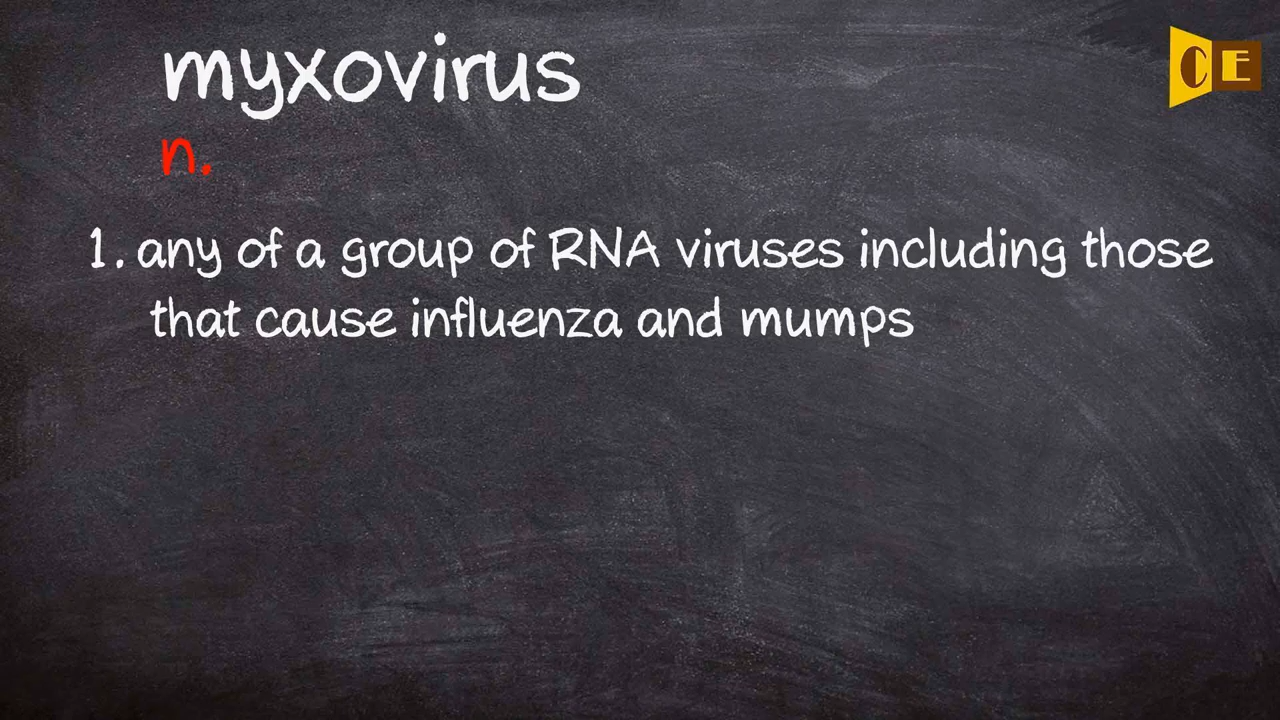 myxovirus
n.
1. any of a group of RNA viruses including those
that cause influenza and mumps
CE